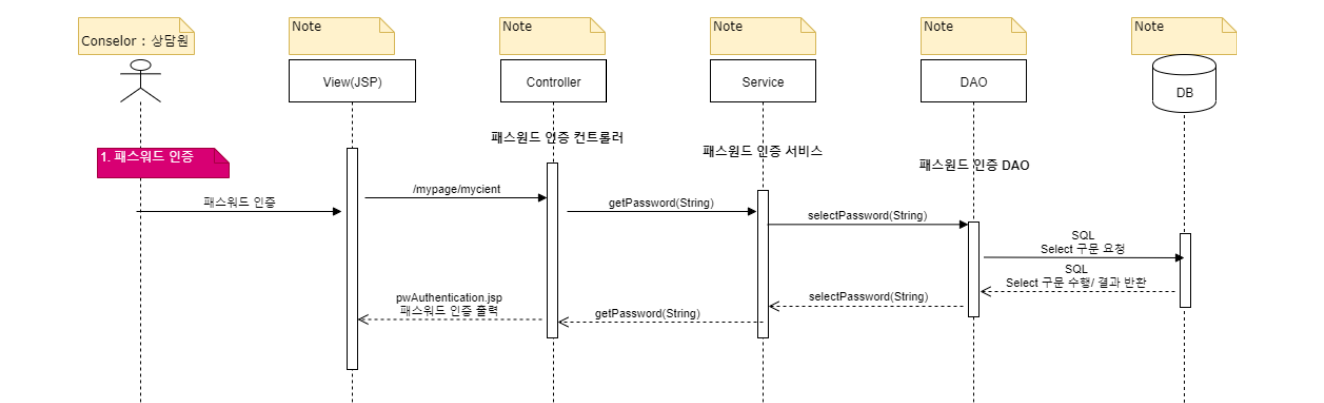 Conselor : 상담원
Note
Note
Note
Note
Note
View(JSP)
Controller
Service
DAO
DB
패스워드 인증 컨트롤러
패스워드 인증 서비스
패스워드 인증 DAO
1. 패스워드 인증
패스워드 인증
/mypage/mycient
getPassword(String)
selectPassword(String)
SQL
Select 구문 요청
SQL
Select 구문 수행/ 결과 반환
selectPassword(String)
getPassword(String)
pwAuthentication.jsp
패스워드 인증 출력